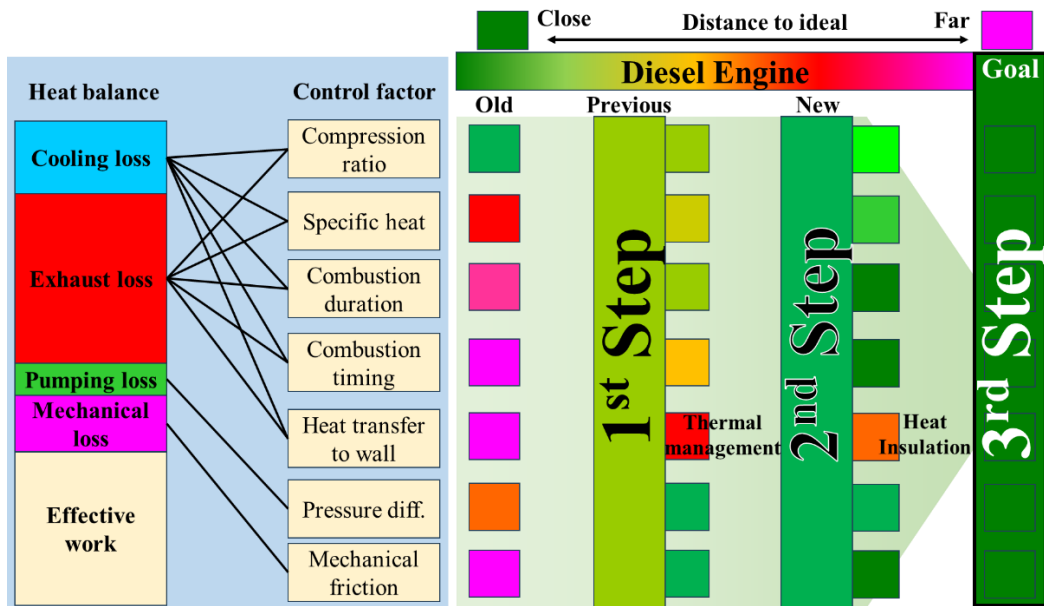 Close
Distance to ideal
Far
Diesel Engine
Goal
Heat balance
Control factor
Old
Previous
New
Cooling loss
Exhaust loss
Pumping loss
Mechanical
loss
Effective
work
Compression
ratio
Specific heat
Combustion
duration
Combustion
timing
Heat transfer
to wall
Pressure diff.
Mechanical
friction
1st Step
Thermal
management
2nd Step
Heat
Insulation
3rd Step